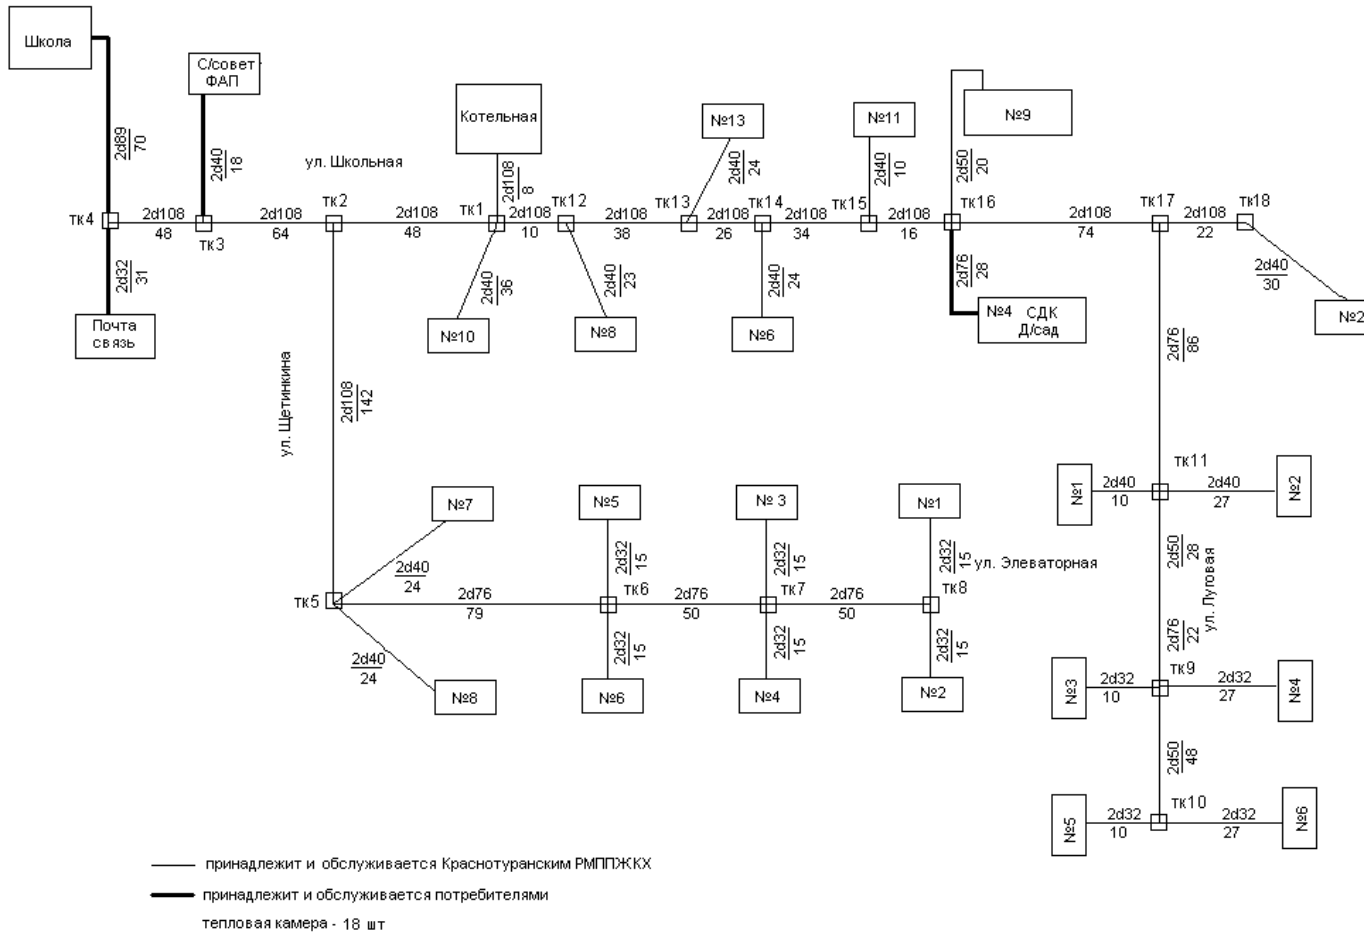 Школа
С/совет
ФАП
Котельная
№13
№11
№9
2d89
70
2d40
18
ул. Школьная
2d108
8
2d40
24
2d40
10
2d50
20
тк4
2d108
48
тк3
2d108
64
тк2
2d108
48
тк1
2d108
10
тк12
2d108
38
тк13
2d108
26
тк14
2d108
34
тк15
2d108
16
тк16
2d108
74
тк17
2d108
22
тк18
2d32
31
2d40
36
2d40
23
2d40
24
2d76
28
2d40
30
Почта
связь
№10
№8
№6
№4 СДК
Д/сад
№2
2d76
86
ул. Щетинкина
2d108
142
тк11
№1
2d40
10
2d40
27
№2
№7
№5
№ 3
№1
2d40
24
2d32
15
2d32
15
2d32
15
ул. Элеваторная
2d50
28
ул. Луговая
тк5
2d76
79
тк6
2d76
50
тк7
2d76
50
тк8
2d40
24
2d32
15
2d32
15
2d32
15
2d76
22
№8
№6
№4
№2
тк9
№3
2d32
10
2d32
27
№4
2d50
48
тк10
№5
2d32
10
2d32
27
№6
принадлежит и обслуживается Краснотуранским РМППЖКХ
принадлежит и обслуживается потребителями
тепловая камера - 18 шт